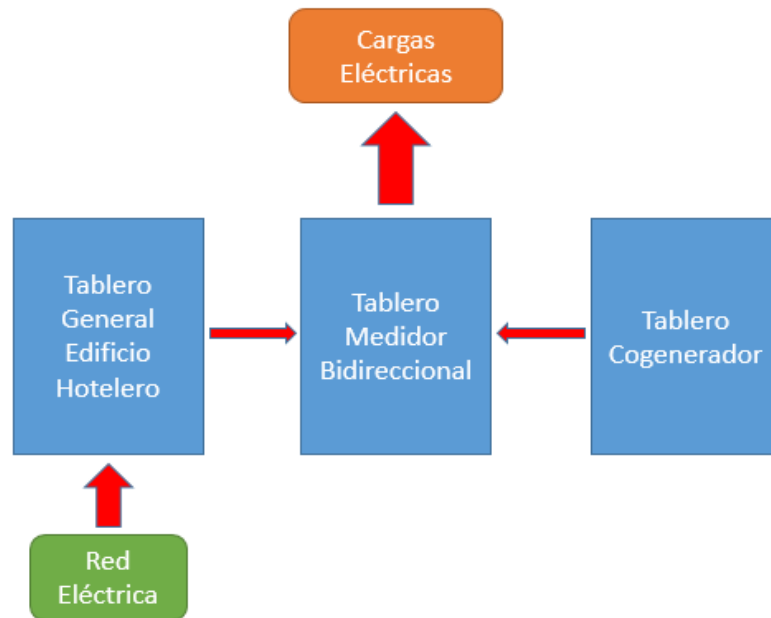 Cargas
Eléctricas
Tablero
General
Edificio
Hotelero
Tablero
Medidor
Bidireccional
Tablero
Cogenerador
Red
Eléctrica